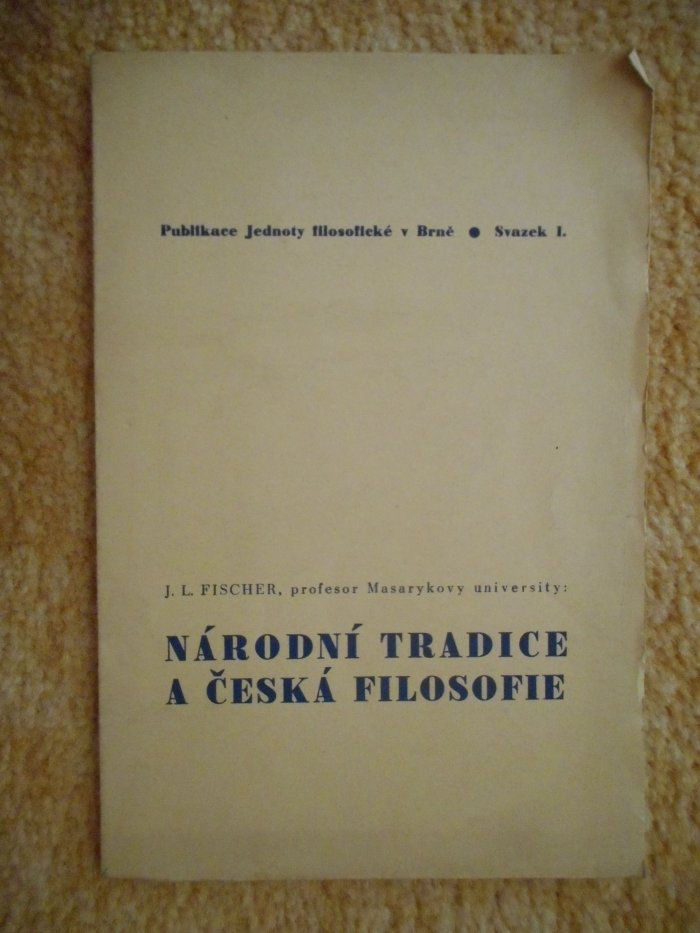 Publikace Jednoty filosofické v Brně ● Svazek I.
J. L. FISCHER, profesor Masarykovy university:
NÁRODNÍ TRADICE
A ČESKÁ FILOSOFIE